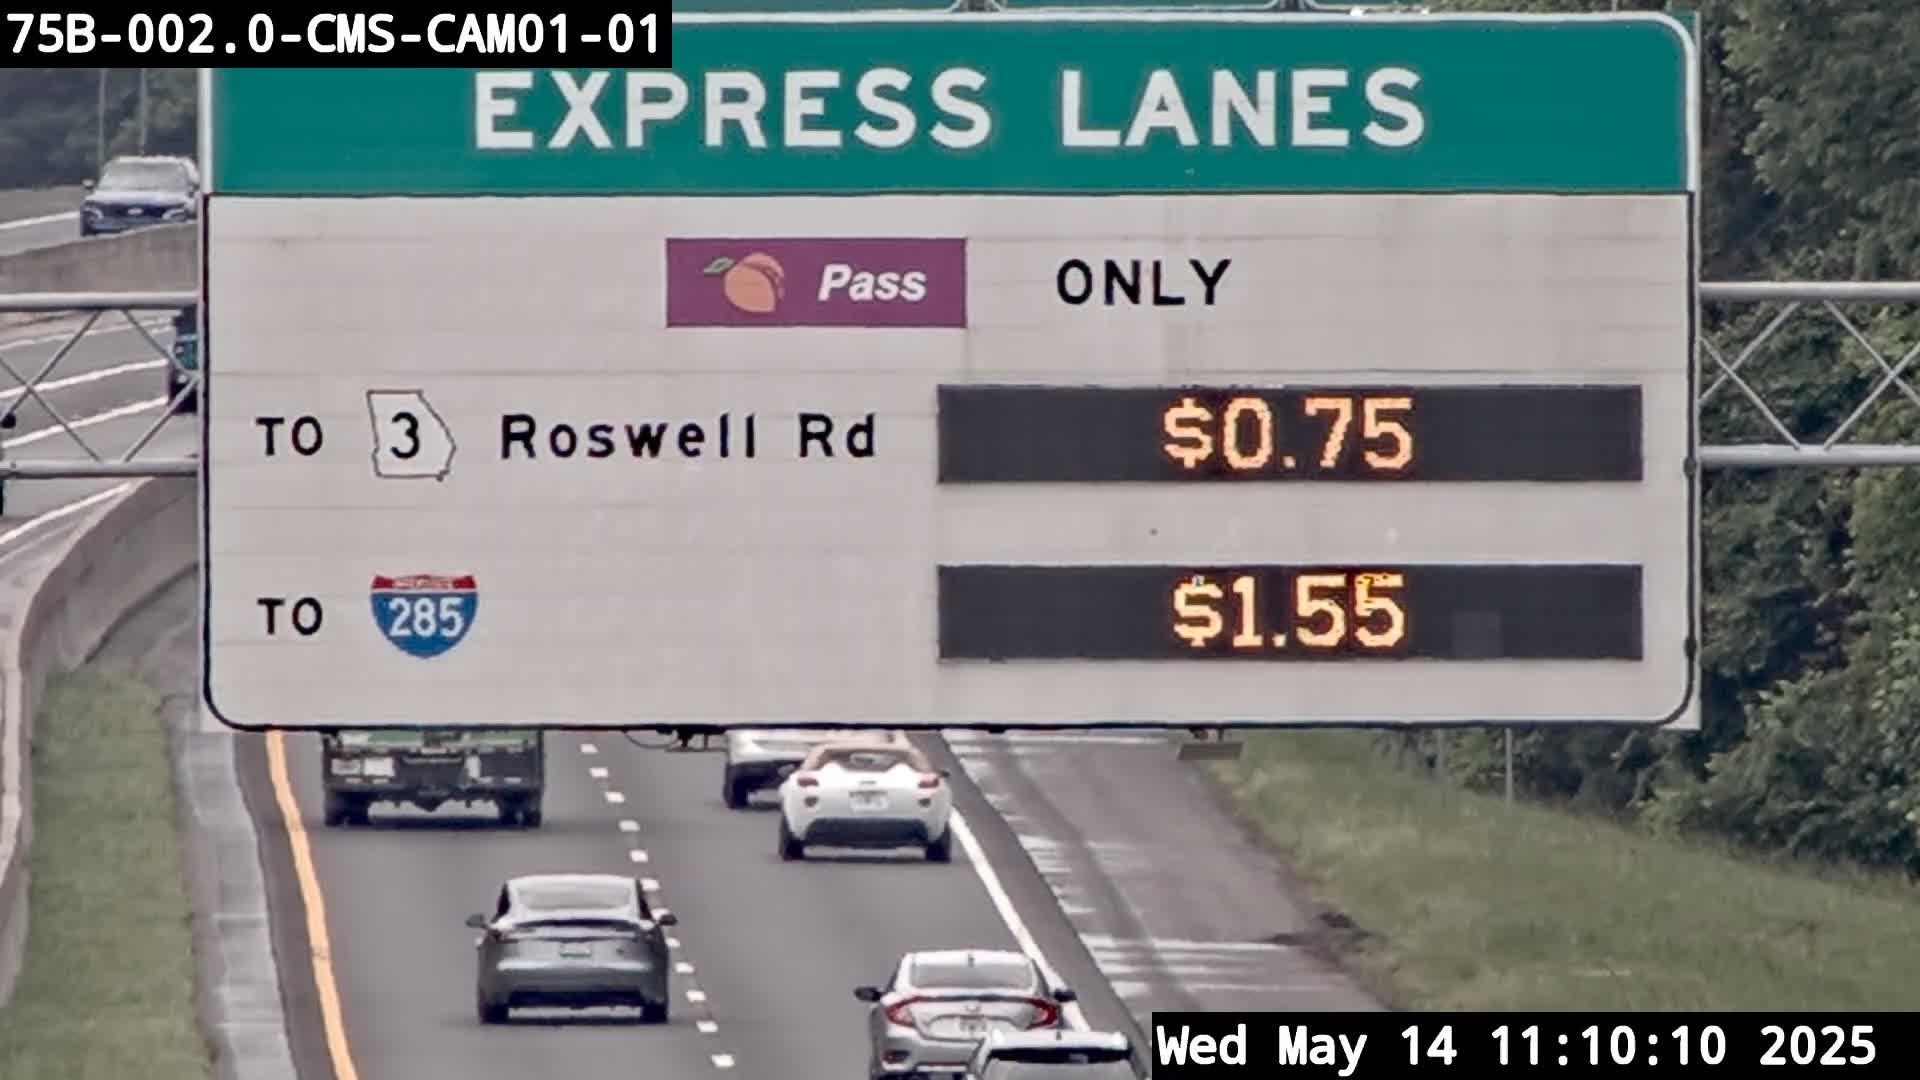 75B-002.0-CMS-CAM01-01
EXPRESS LANES
Pass ONLY
TO 3 Roswell Rd $0.75
TO 285 $1.55
Wed May 14 11:10:10 2025